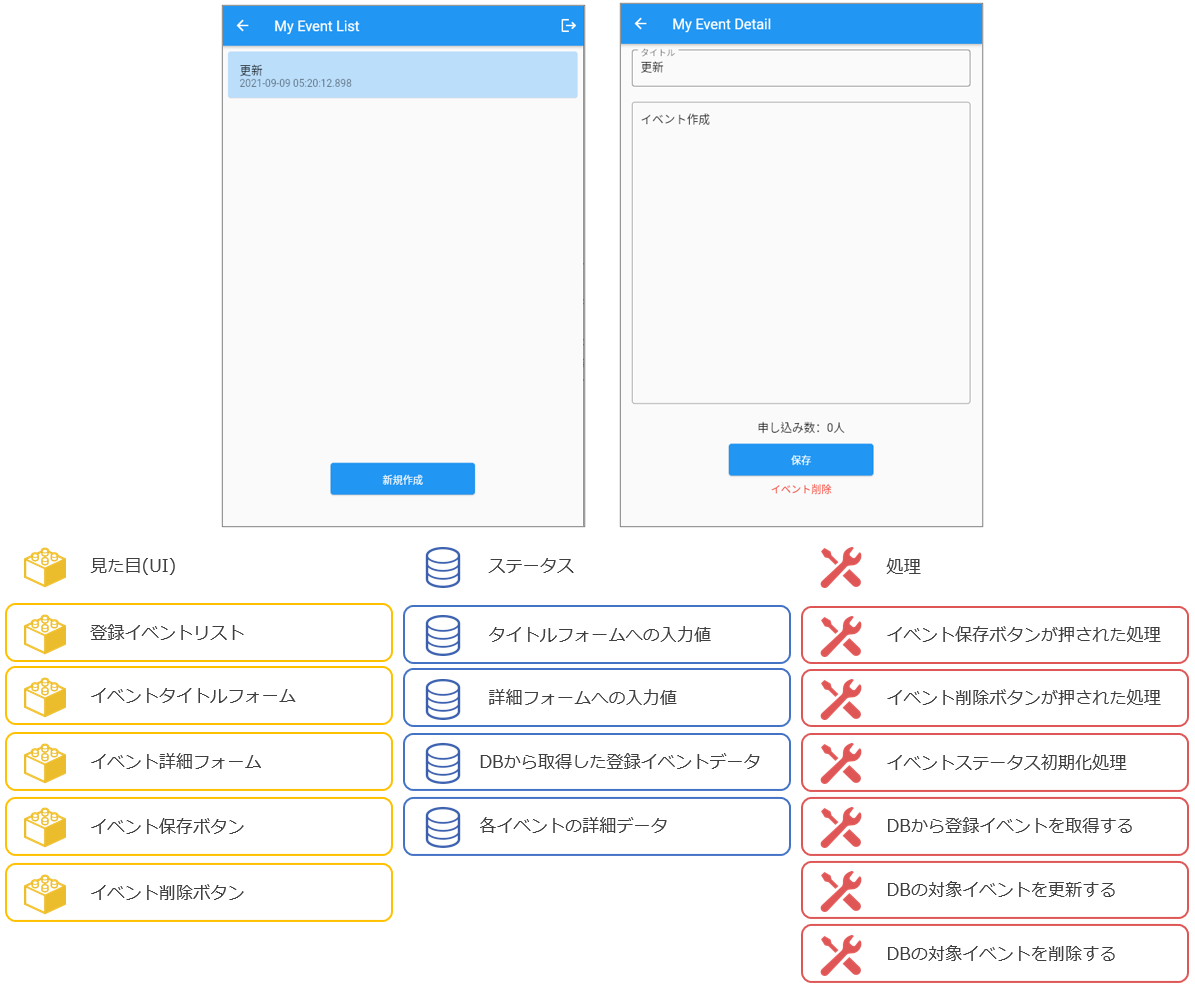 My Event List
更新
2021-09-09 05:20:12.898
新規作成
My Event Detail
タイトル
更新
イベント作成
申し込み数：0人
保存
イベント削除
見た目(UI)
登録イベントリスト
イベントタイトルフォーム
イベント詳細フォーム
イベント保存ボタン
イベント削除ボタン
ステータス
タイトルフォームへの入力値
詳細フォームへの入力値
DBから取得した登録イベントデータ
各イベントの詳細データ
処理
イベント保存ボタンが押された処理
イベント削除ボタンが押された処理
イベントステータス初期化処理
DBから登録イベントを取得する
DBの対象イベントを更新する
DBの対象イベントを削除する